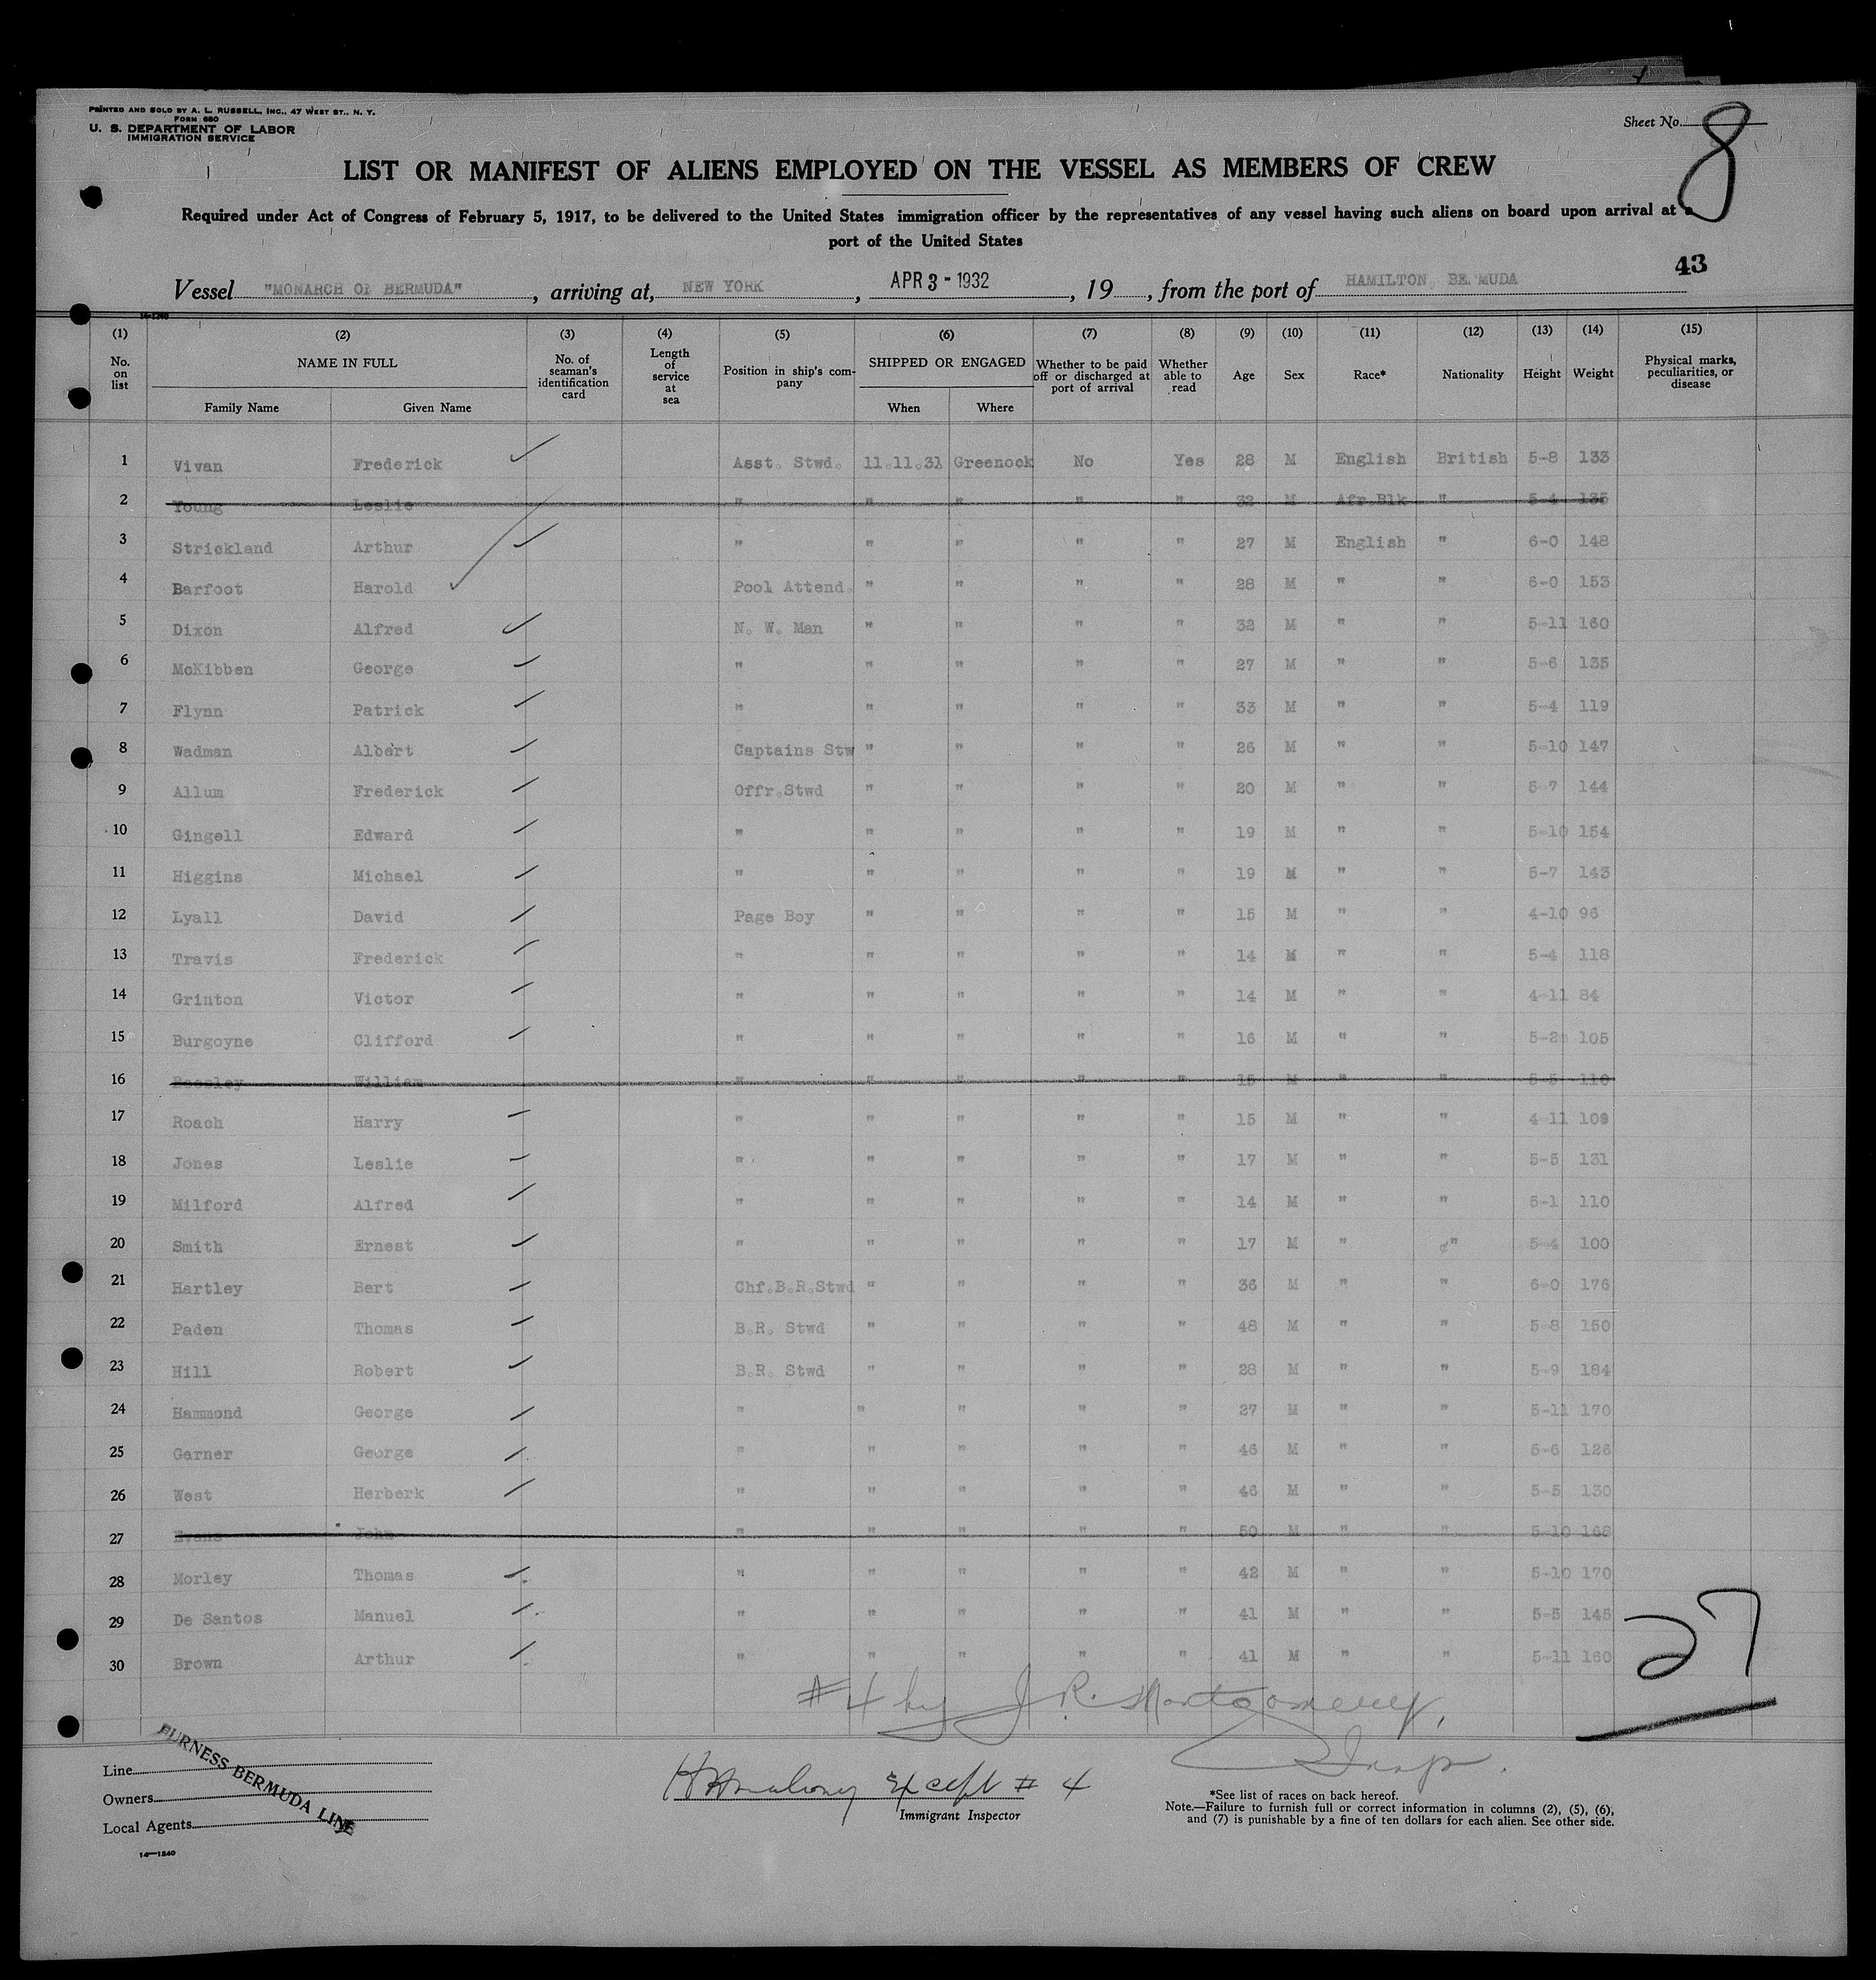 PRINTED AND SOLD BY A. L. RUSSELL, INC., 47 WEST ST., N. Y.
FORM 680
U. S. DEPARTMENT OF LABOR
IMMIGRATION SERVICE
Sheet No. 8
LIST OR MANIFEST OF ALIENS EMPLOYED ON THE VESSEL AS MEMBERS OF CREW
Required under Act of Congress of February 5, 1917, to be delivered to the United States immigration officer by the representatives of any vessel having such aliens on board upon arrival at a
port of the United States
43
Vessel "MONARCH OF BERMUDA", arriving at, NEW YORK, APR 3 - 1932, 19, from the port of HAMILTON BE MUDA
14-1240
(1) (2) (3) (4) (5) (6) (7) (8) (9) (10) (11) (12) (13) (14) (15)
No. on list NAME IN FULL Family Name Given Name No. of seaman's identification card Length of service at sea Position in ship's company SHIPPED OR ENGAGED When Where Whether to be paid off or discharged at port of arrival Whether able to read Age Sex Race* Nationality Height Weight Physical marks, peculiarities, or disease
1 Vivan Frederick Asst. Stwd. 11.11.31 Greenock No Yes 28 M English British 5-8 133
2 Young Leslie " " " " " 32 M Afr.Blk " 5-4 135
3 Strickland Arthur " " " " " 27 M English " 6-0 148
4 Barfoot Harold Pool Attend. " " " " 28 M " " 6-0 153
5 Dixon Alfred N. W. Man " " " " 32 M " " 5-11 160
6 McKibben George " " " " " 27 M " " 5-6 135
7 Flynn Patrick " " " " " 33 M " " 5-4 119
8 Wadman Albert Captains Stw " " " " 26 M " " 5-10 147
9 Allum Frederick Offr.Stwd " " " " 20 M " " 5-7 144
10 Gingell Edward " " " " " 19 M " " 5-10 154
11 Higgins Michael " " " " " 19 M " " 5-7 143
12 Lyall David Page Boy " " " " 15 M " " 4-10 96
13 Travis Frederick " " " " " 14 M " " 5-4 118
14 Grinton Victor " " " " " 14 M " " 4-11 84
15 Burgoyne Clifford " " " " " 16 M " " 5-2 105
16 William " " " " " 15 M " " 5-5 110
17 Roach Harry " " " " " 15 M " " 4-11 109
18 Jones Leslie " " " " " 17 M " " 5-5 131
19 Milford Alfred " " " " " 14 M " " 5-1 110
20 Smith Ernest " " " " " 17 M " " 5-4 100
21 Hartley Bert Chf.B.R.Stwd " " " " 36 M " " 6-0 176
22 Paden Thomas B.R. Stwd " " " " 48 M " " 5-8 150
23 Hill Robert B.R. Stwd " " " " 28 M " " 5-9 184
24 Hammond George " " " " " 27 M " " 5-11 170
25 Garner George " " " " " 46 M " " 5-6 126
26 West Herberk " " " " " 46 M " " 5-5 130
27 Evans John " " " " " 50 M " " 5-10 168
28 Morley Thomas " " " " " 42 M " " 5-10 170
29 De Santos Manuel " " " " " 41 M " " 5-5 145
30 Brown Arthur " " " " " 41 M " " 5-11 160
27
#4 by J R. Montgomery,
Insp.
Line
Owners
Local Agents
FURNESS BERMUDA LINE
except # 4
Immigrant Inspector
*See list of races on back hereof.
Note.—Failure to furnish full or correct information in columns (2), (5), (6),
and (7) is punishable by a fine of ten dollars for each alien. See other side.
14—1240